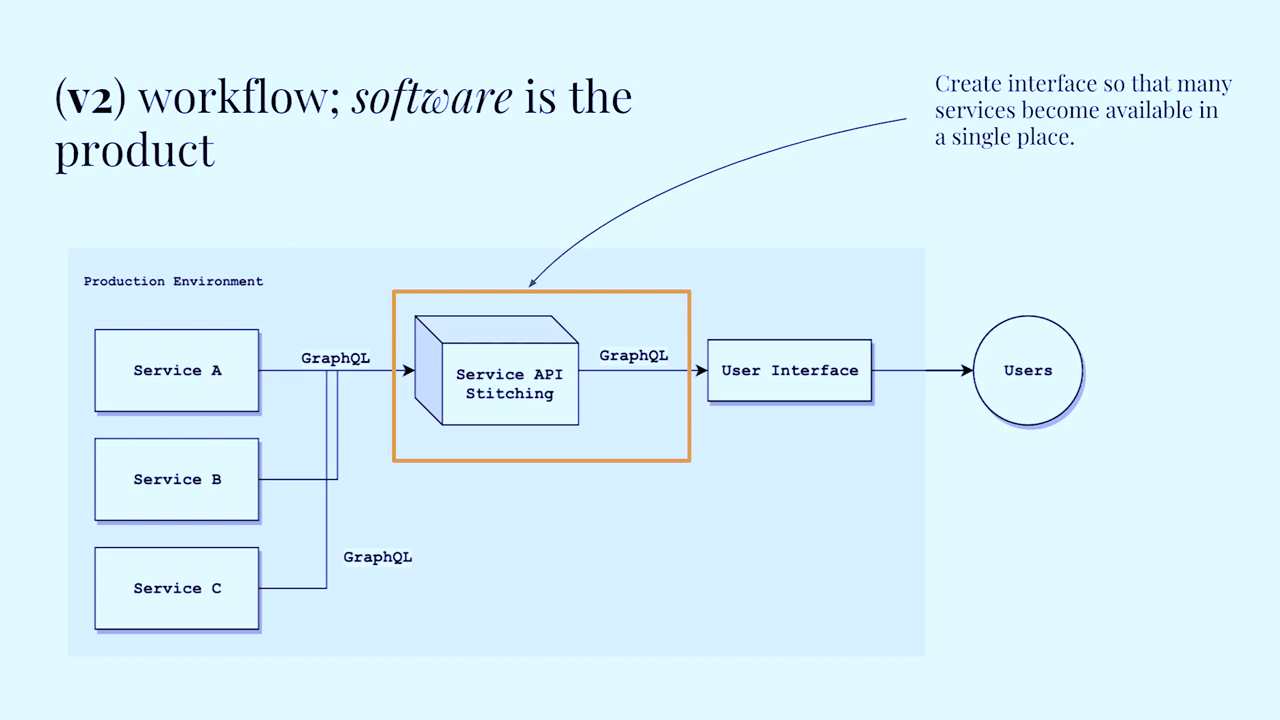 (v2) workflow; software is the
product
Create interface so that many
services become available in
a single place.
Production Environment
Service A
GraphQL
Service API
Stitching
GraphQL
User Interface
Users
Service B
GraphQL
Service C